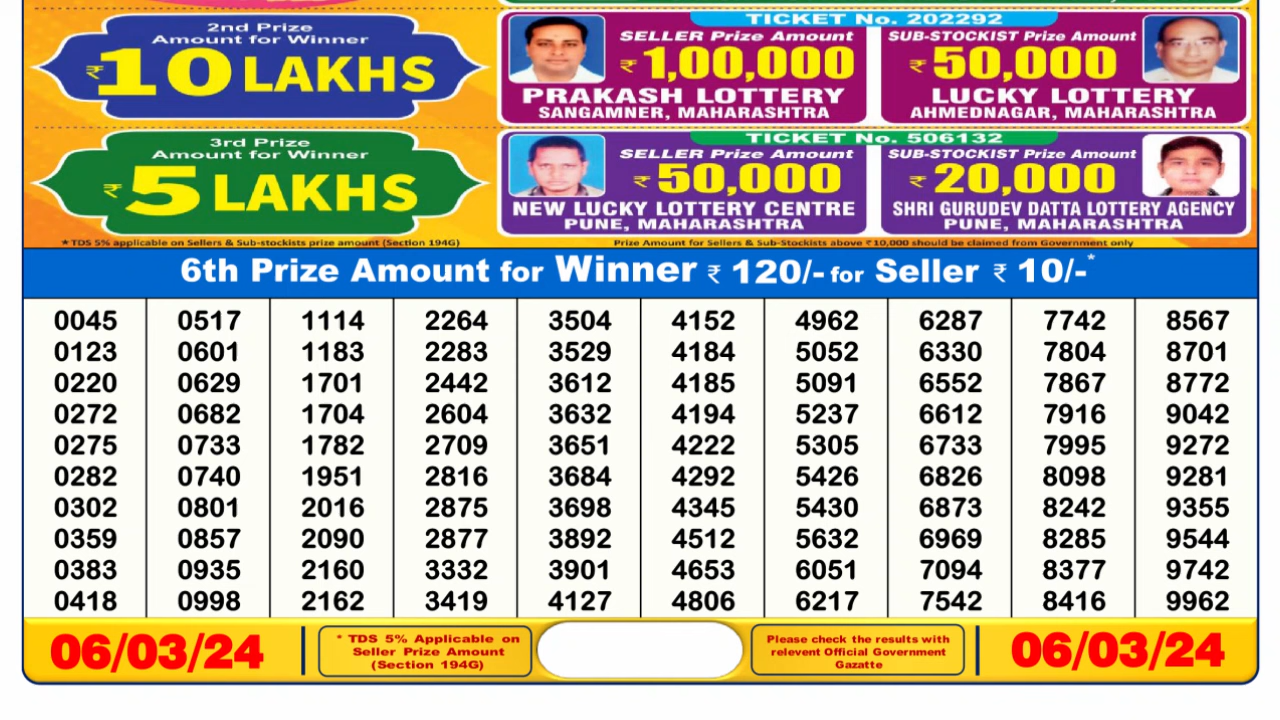 2nd Prize
Amount for Winner
₹10 LAKHS
TICKET No. 202292
SELLER Prize Amount
₹ 1,00,000
PRAKASH LOTTERY
SANGAMNER, MAHARASHTRA
SUB-STOCKIST Prize Amount
₹ 50,000
LUCKY LOTTERY
AHMEDNAGAR, MAHARASHTRA
3rd Prize
Amount for Winner
₹5 LAKHS
TICKET No. 506132
SELLER Prize Amount
₹ 50,000
NEW LUCKY LOTTERY CENTRE
PUNE, MAHARASHTRA
SUB-STOCKIST Prize Amount
₹ 20,000
SHRI GURUDEV DATTA LOTTERY AGENCY
PUNE, MAHARASHTRA
* TDS 5% applicable on Sellers & Sub-stockists prize amount (Section 194G)
Prize Amount for Sellers & Sub-Stockists above ₹10,000 should be claimed from Government only
6th Prize Amount for Winner ₹ 120/- for Seller ₹ 10/-*
0045 0517 1114 2264 3504 4152 4962 6287 7742 8567
0123 0601 1183 2283 3529 4184 5052 6330 7804 8701
0220 0629 1701 2442 3612 4185 5091 6552 7867 8772
0272 0682 1704 2604 3632 4194 5237 6612 7916 9042
0275 0733 1782 2709 3651 4222 5305 6733 7995 9272
0282 0740 1951 2816 3684 4292 5426 6826 8098 9281
0302 0801 2016 2875 3698 4345 5430 6873 8242 9355
0359 0857 2090 2877 3892 4512 5632 6969 8285 9544
0383 0935 2160 3332 3901 4653 6051 7094 8377 9742
0418 0998 2162 3419 4127 4806 6217 7542 8416 9962
06/03/24
* TDS 5% Applicable on
Seller Prize Amount
(Section 194G)
Please check the results with
relevent Official Government
Gazatte
06/03/24